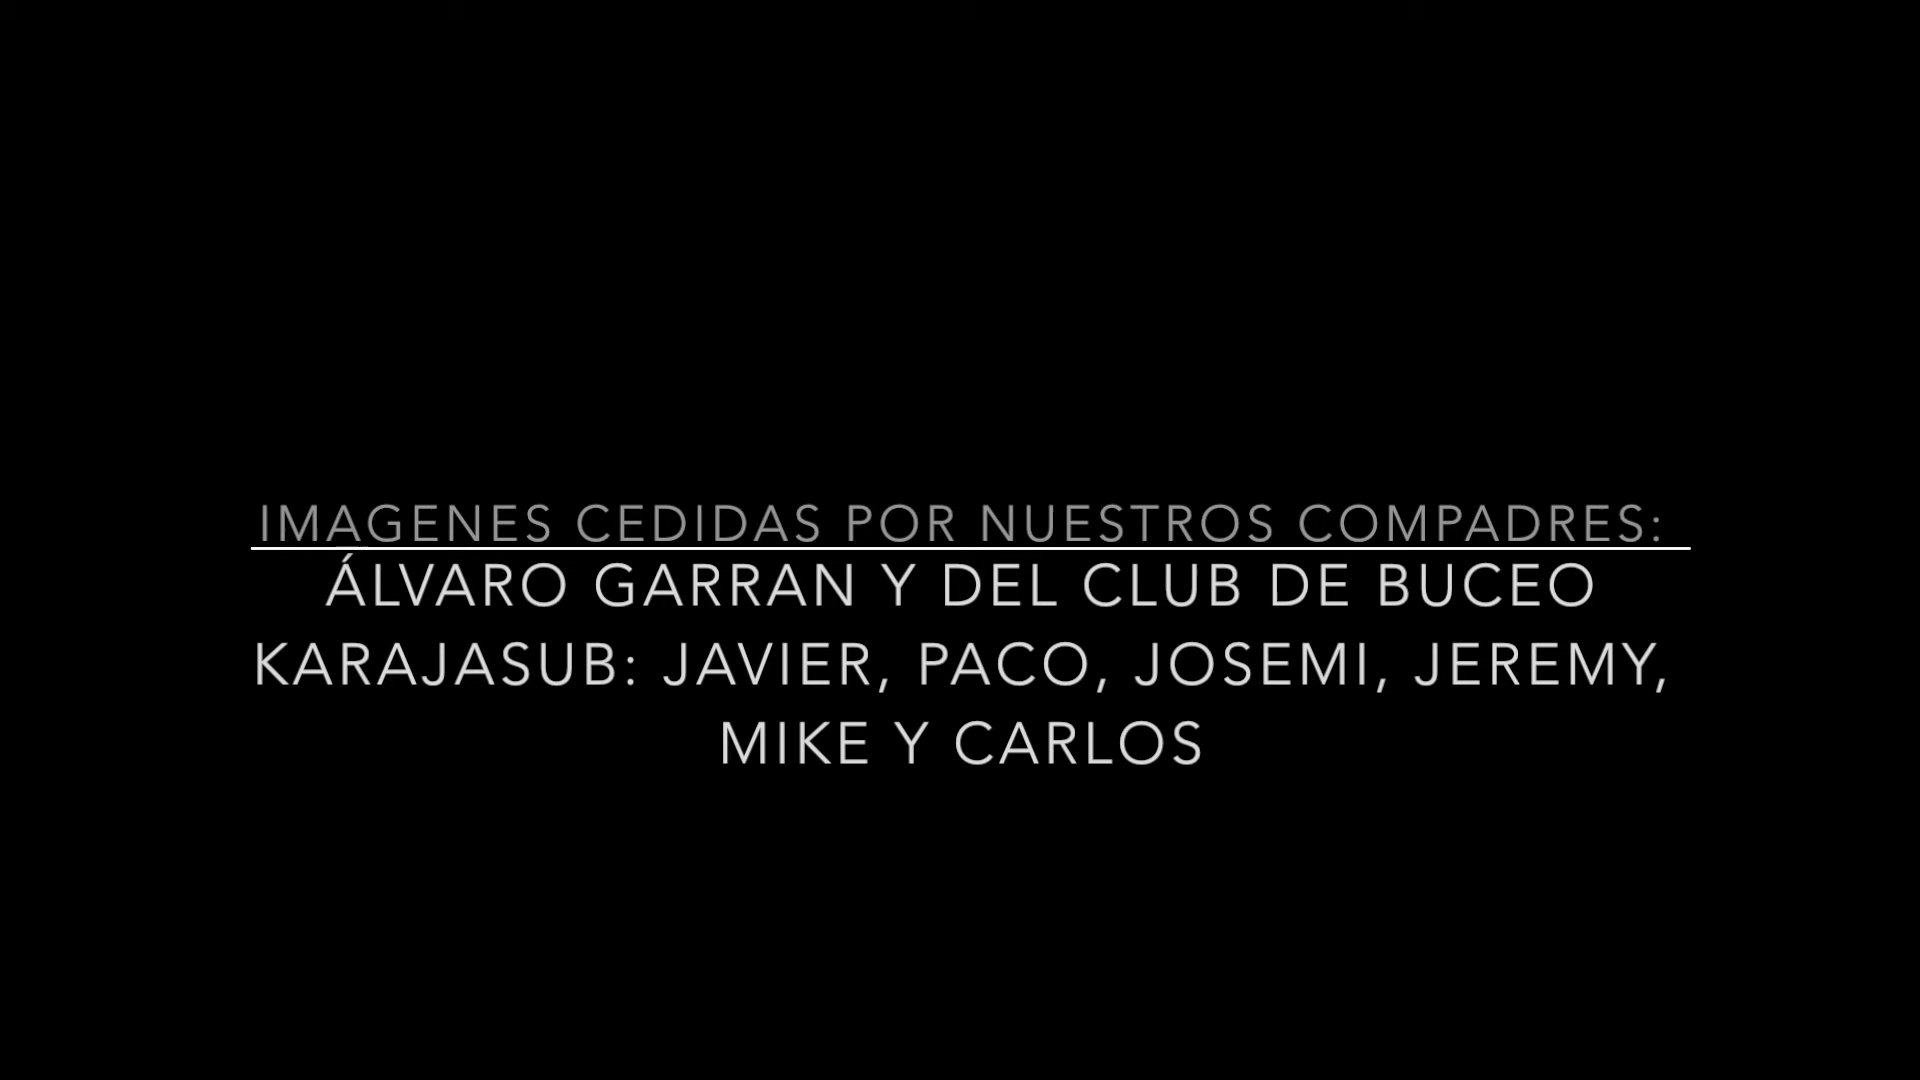 IMAGENES CEDIDAS POR NUESTROS COMPADRES:
ÁLVARO GARRAN Y DEL CLUB DE BUCEO
KARAJASUB: JAVIER, PACO, JOSEMI, JEREMY,
MIKE Y CARLOS